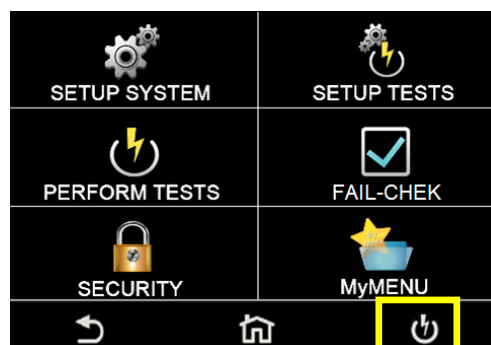 SETUP SYSTEM
SETUP TESTS
PERFORM TESTS
FAIL-CHEK
SECURITY
MyMENU